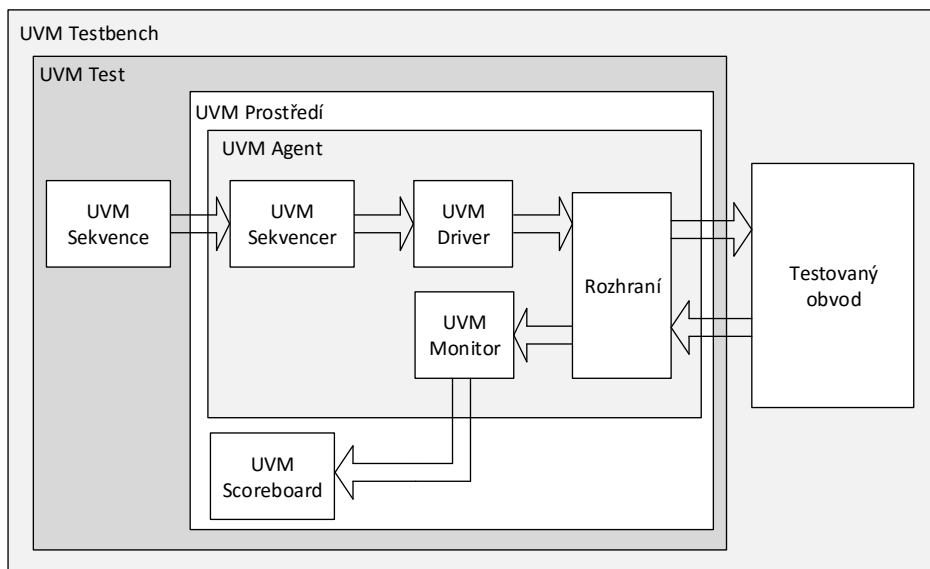 UVM Testbench
UVM Test
UVM Prostředí
UVM Agent
UVM
Sekvence
UVM
Sekvencer
UVM
Driver
Rozhraní
Testovaný
obvod
UVM
Monitor
UVM
Scoreboard